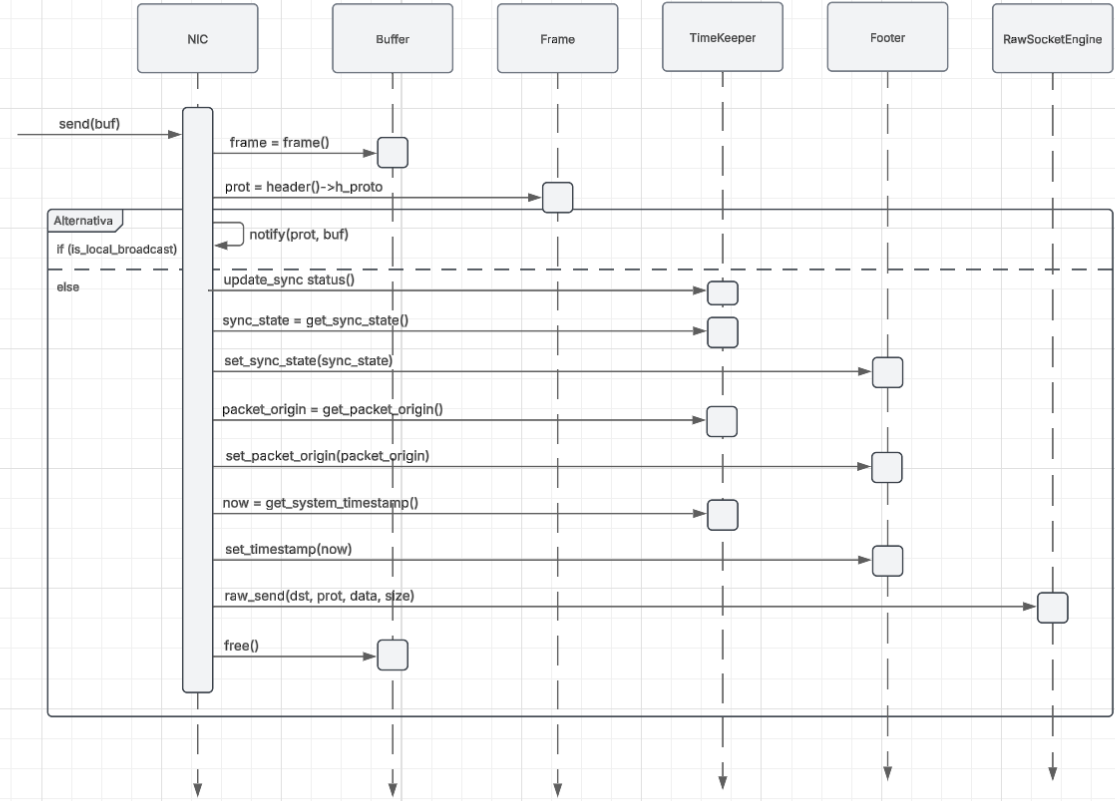 NIC
Buffer
Frame
TimeKeeper
Footer
RawSocketEngine
send(buf)
frame = frame()
prot = header()->h_proto
Alternativa
if (is_local_broadcast)
notify(prot, buf)
else
update_sync status()
sync_state = get_sync_state()
set_sync_state(sync_state)
packet_origin = get_packet_origin()
set_packet_origin(packet_origin)
now = get_system_timestamp()
set_timestamp(now)
raw_send(dst, prot, data, size)
free()